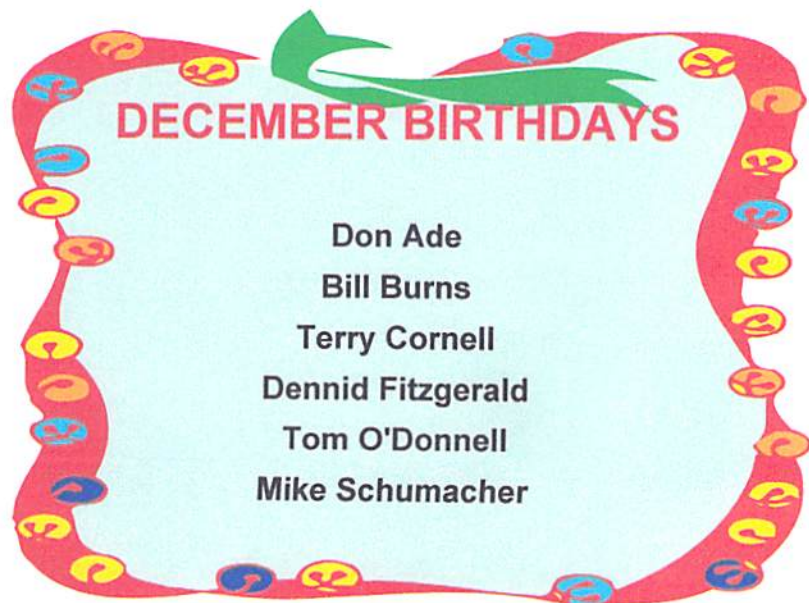 DECEMBER BIRTHDAYS
Don Ade
Bill Burns
Terry Cornell
Dennid Fitzgerald
Tom O'Donnell
Mike Schumacher